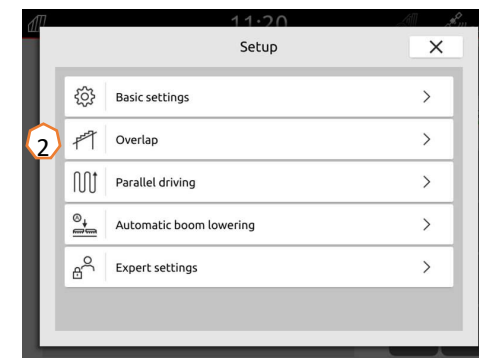 11:20
Setup
Basic settings
2
Overlap
Parallel driving
Automatic boom lowering
Expert settings